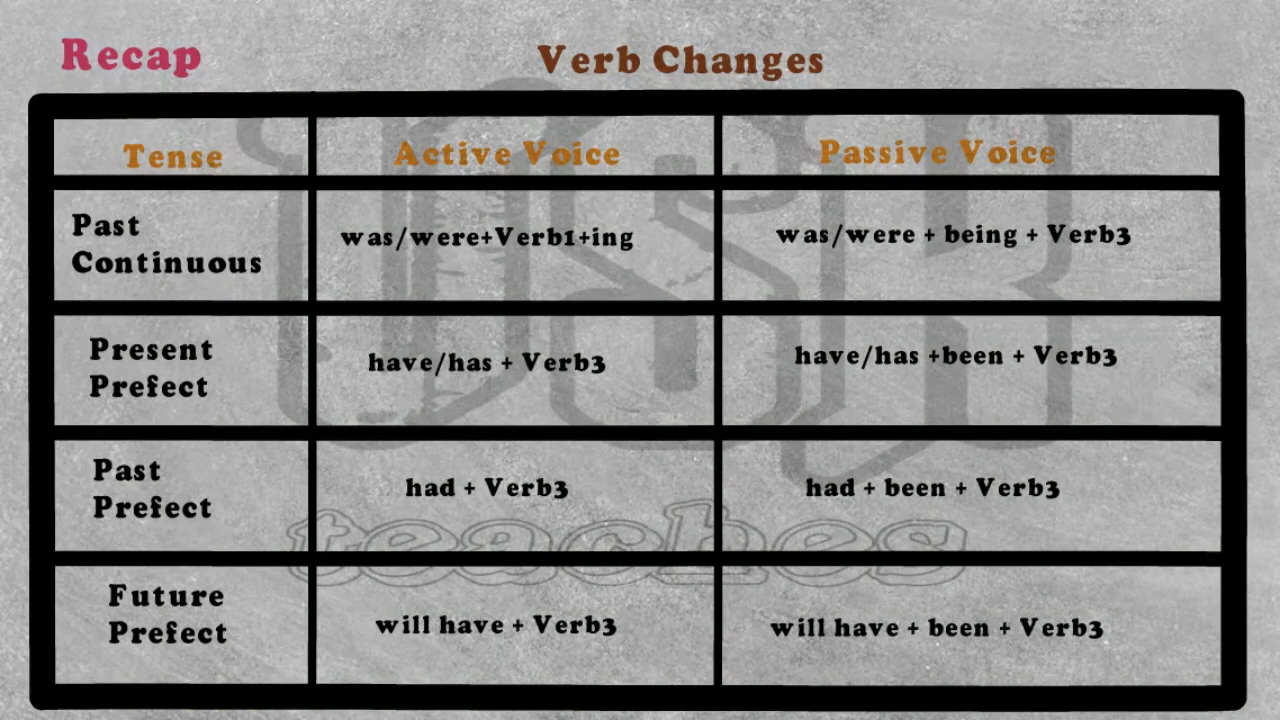 Recap
Verb Changes
Tense
Active Voice
Passive Voice
Past
Continuous
was/were+Verb1+ing
was/were + being + Verb3
Present
Prefect
have/has + Verb3
have/has +been + Verb3
Past
Prefect
had + Verb3
had + been + Verb3
teaches
Future
Prefect
will have + Verb3
will have + been + Verb3